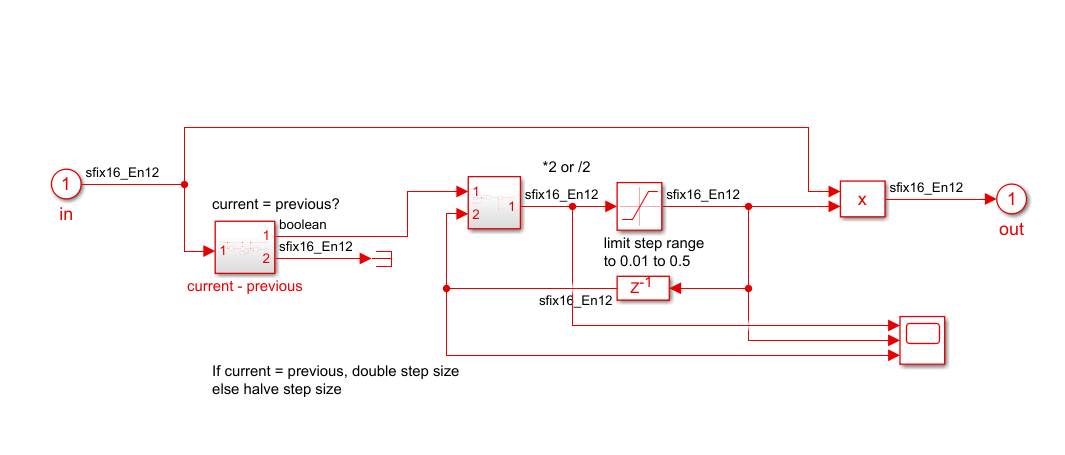 sfix16_En12
1
in
current = previous?
boolean
1
1
sfix16_En12
2
current - previous
*2 or /2
1
2
1
sfix16_En12
sfix16_En12
limit step range
to 0.01 to 0.5
z-1
sfix16_En12
x
sfix16_En12
1
out
If current = previous, double step size
else halve step size